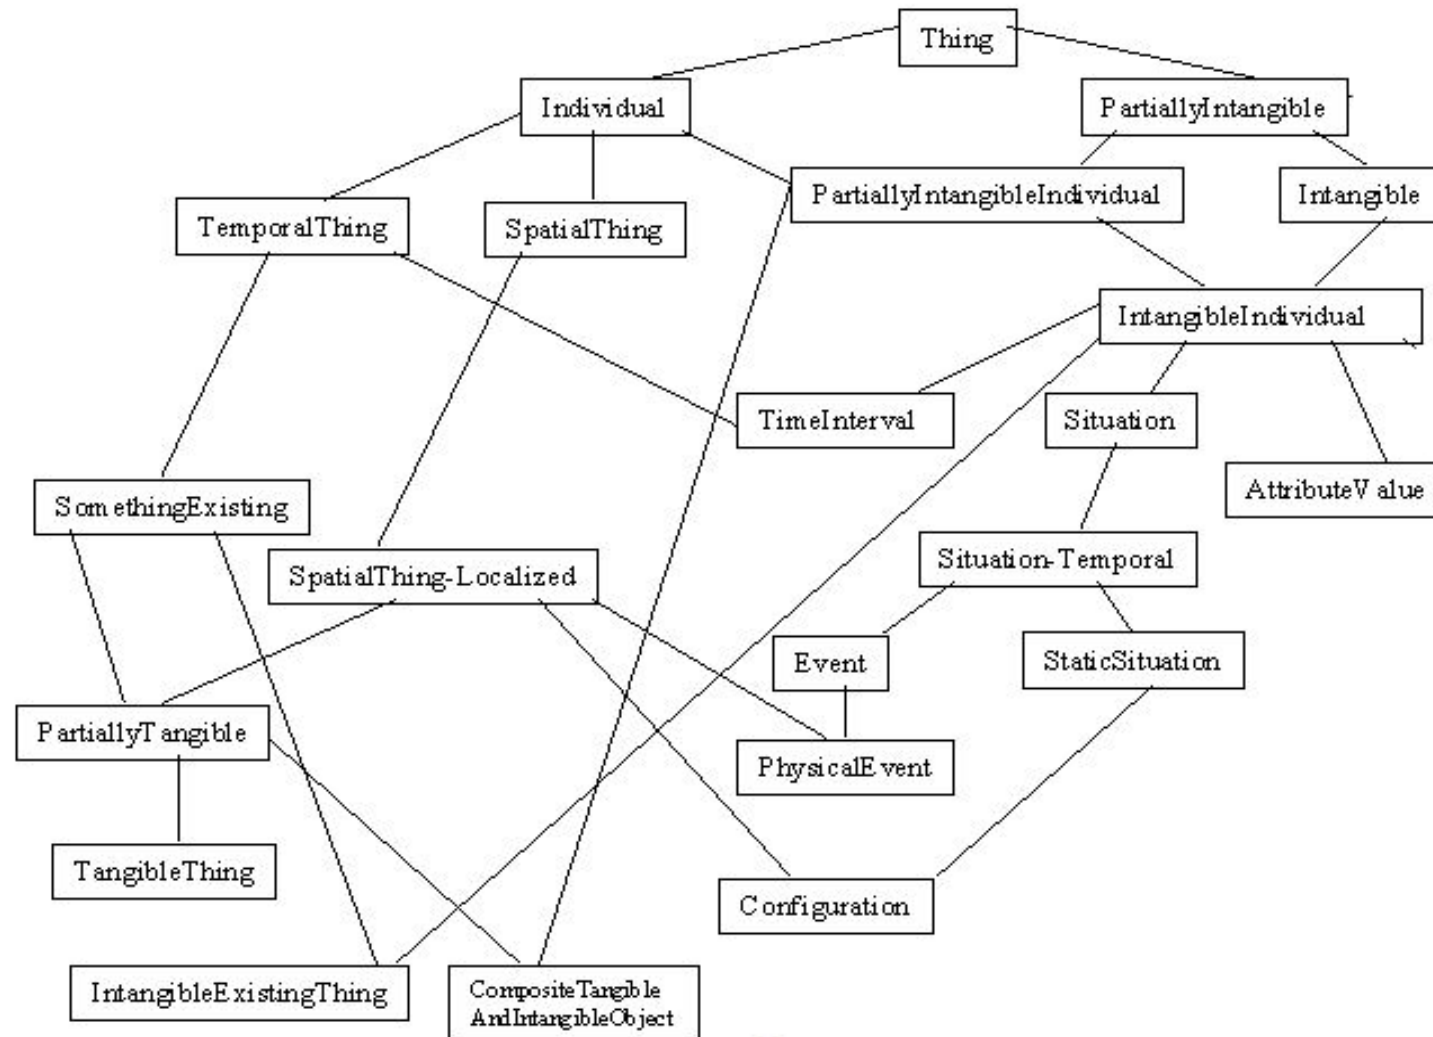 Thing
Individual
PartiallyIntangible
PartiallyIntangibleIndividual
Intangible
TemporalThing
SpatialThing
IntangibleIndividual
TimeInterval
Situation
AttributeValue
SomethingExisting
SpatialThing-Localized
Situation-Temporal
Event
StaticSituation
PartiallyTangible
PhysicalEvent
TangibleThing
Configuration
IntangibleExistingThing
CompositeTangible
AndIntangibleObject